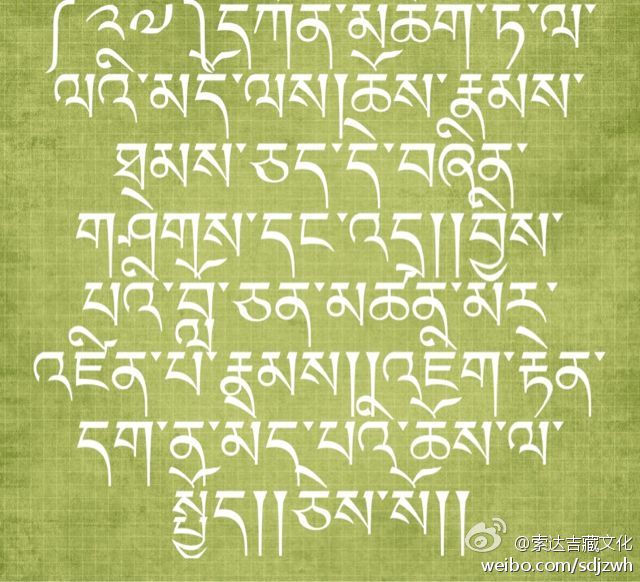 ༼༢༧༽དཀོན་མཆོག་ཏ་ལ་
ལའི་མདོ་ལས།ཆོས་རྣམས་
ཐམས་ཅད་དེ་བཞིན་
གཤེགས་དང་འདྲ།།བྱིས་
པའི་བློ་ཅན་མཚན་མར་
འཛིན་པ་རྣམས།།འཇིག་རྟེན་
དག་ན་མེད་པའི་ཆོས་ལ་
སྤྱོད།།ཅེས་སོ།།
@索达吉藏文化
weibo.com/sdjzwh